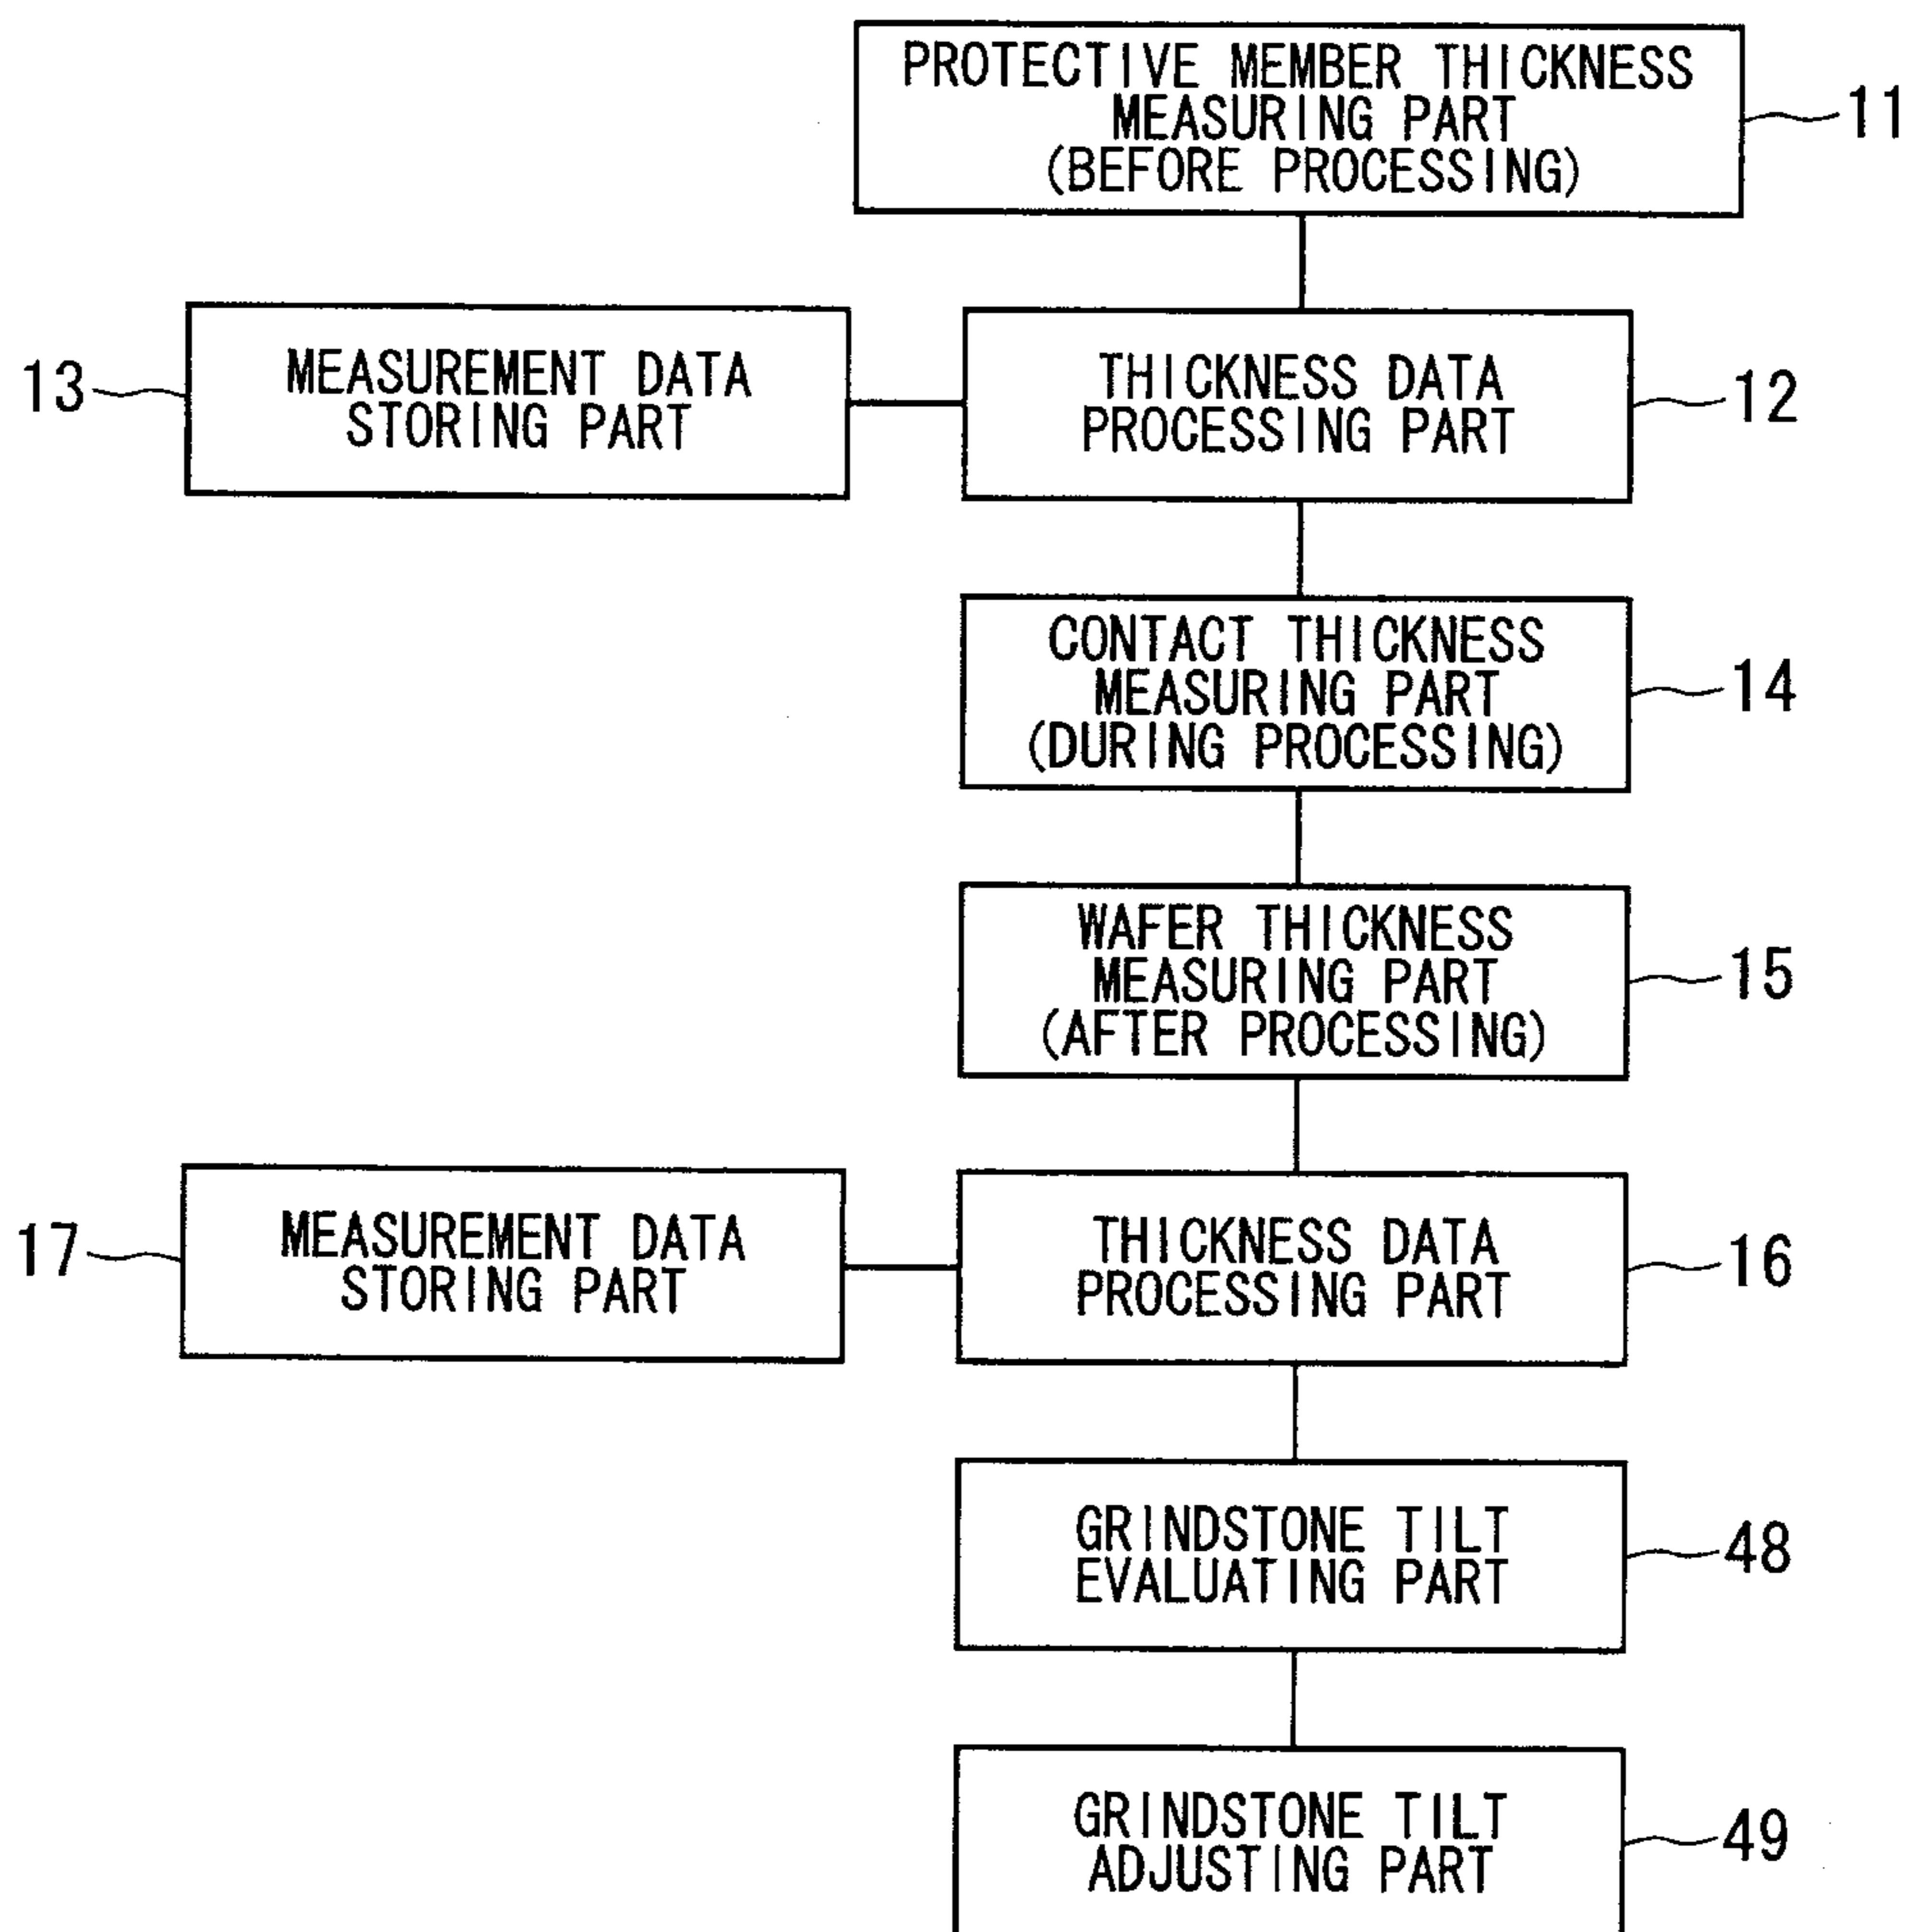 PROTECTIVE MEMBER THICKNESS
MEASURING PART
(BEFORE PROCESSING)
11
13
MEASUREMENT DATA
STORING PART
THICKNESS DATA
PROCESSING PART
12
CONTACT THICKNESS
MEASURING PART
(DURING PROCESSING)
14
WAFER THICKNESS
MEASURING PART
(AFTER PROCESSING)
15
17
MEASUREMENT DATA
STORING PART
THICKNESS DATA
PROCESSING PART
16
GRINDSTONE TILT
EVALUATING PART
48
GRINDSTONE TILT
ADJUSTING PART
49